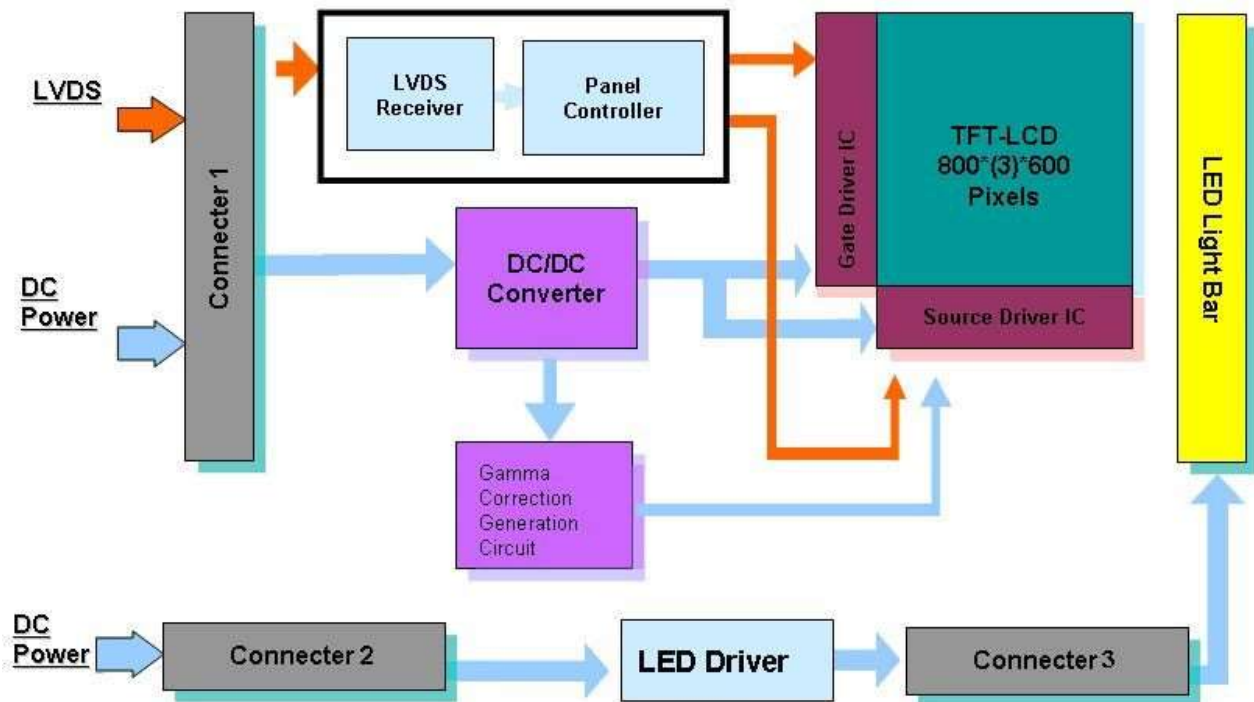 LVDS
DC
Power
Connecter 1
LVDS
Receiver
Panel
Controller
DC/DC
Converter
Gamma
Correction
Generation
Circuit
Gate Driver IC
TFT-LCD
800*(3)*600
Pixels
Source Driver IC
LED Light Bar
DC
Power
Connecter 2
LED Driver
Connecter 3